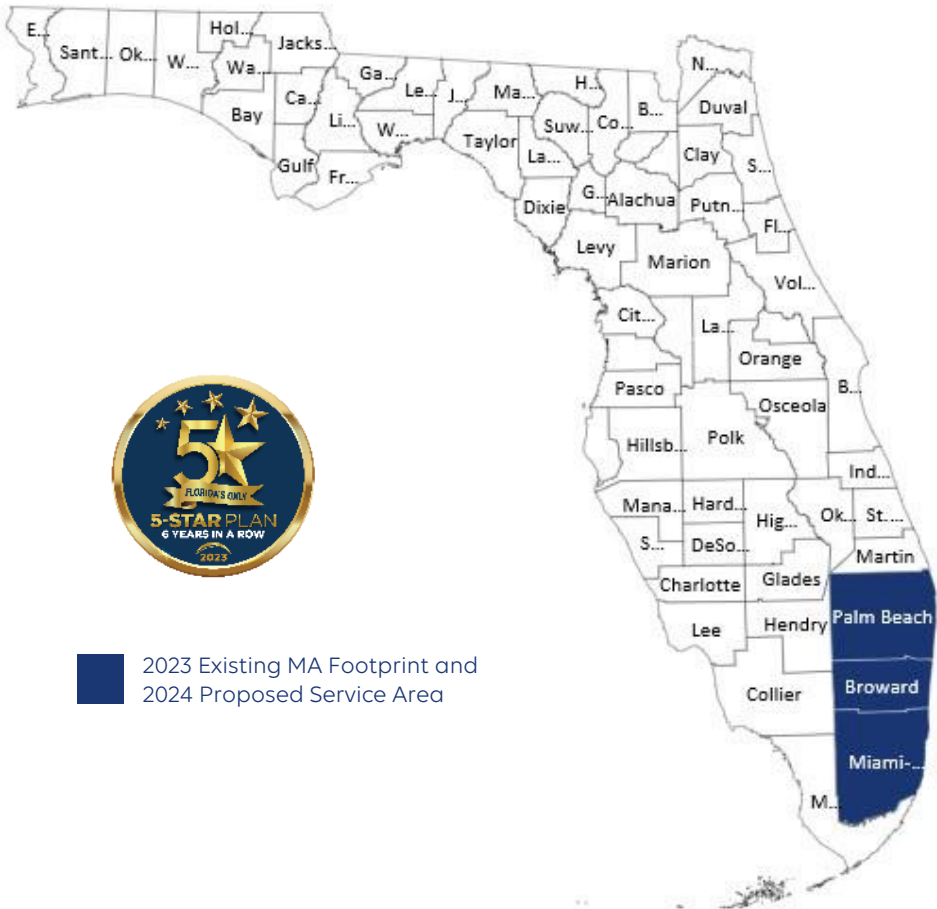 E...
Sant...
Ok...
W...
Hol...
Jacks...
Wa...
Bay
Ca...
Gulf
Li...
Fr...
Ga...
Le...
W...
J...
Ma...
Taylor
H...
Suw...
Co...
La...
Dixie
B...
N...
Duval
Clay
S...
G...
Alachua
Putn...
Fl...
Levy
Marion
Vol...
Cit...
La...
Orange
B...
Pasco
Osceola
Hillsb...
Polk
Ind...
Mana...
Hard...
Hig...
Ok...
St....
S...
DeSo...
Martin
Charlotte
Glades
Lee
Hendry
Palm Beach
Collier
Broward
Miami-...
M...
5
FLORIDA'S ONLY
5-STAR PLAN
6 YEARS IN A ROW
2023
2023 Existing MA Footprint and
2024 Proposed Service Area